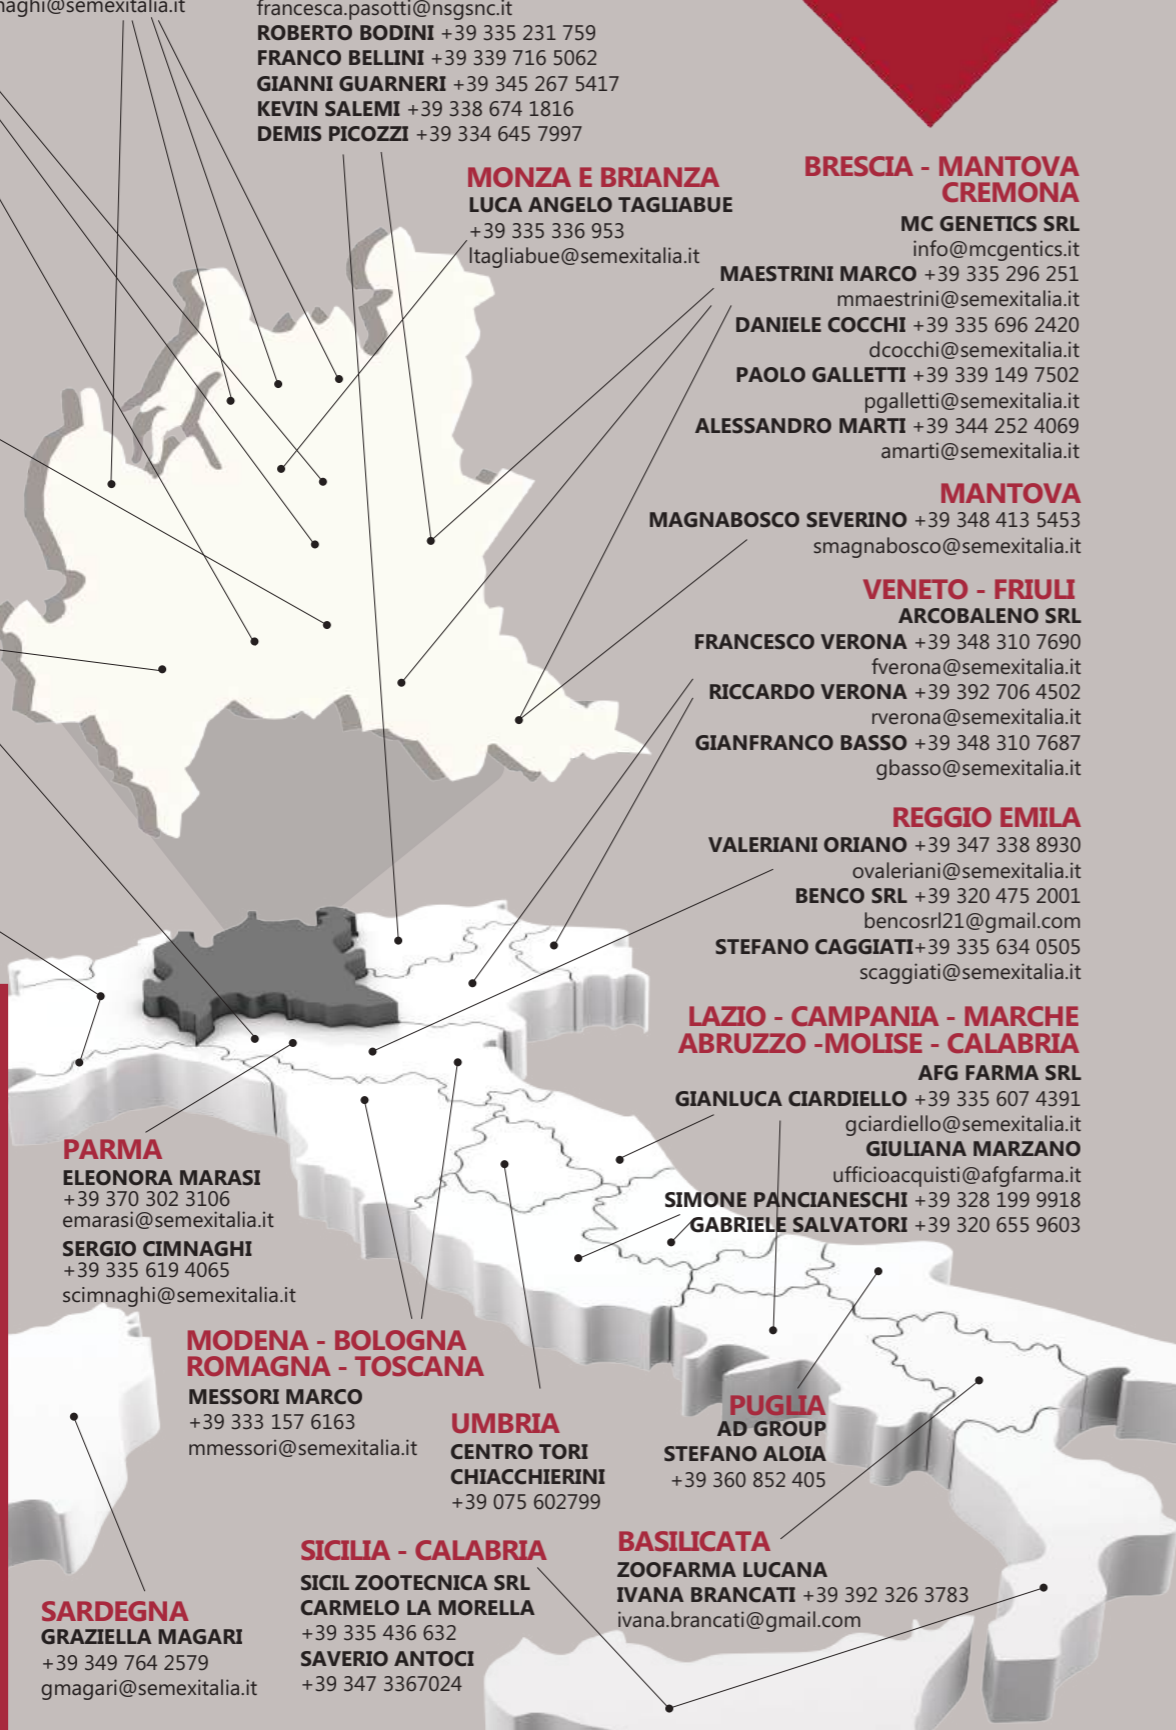 naghi@semexitalia.it
francesca.pasotti@nsgsnc.it
ROBERTO BODINI +39 335 231 759
FRANCO BELLINI +39 339 716 5062
GIANNI GUARNERI +39 345 267 5417
KEVIN SALEMI +39 338 674 1816
DEMIS PICOZZI +39 334 645 7997
MONZA E BRIANZA
LUCA ANGELO TAGLIABUE
+39 335 336 953
ltagliabue@semexitalia.it
BRESCIA - MANTOVA
CREMONA
MC GENETICS SRL
info@mcgentics.it
MAESTRINI MARCO +39 335 296 251
mmaestrini@semexitalia.it
DANIELE COCCHI +39 335 696 2420
dcocchi@semexitalia.it
PAOLO GALLETTI +39 339 149 7502
pgalletti@semexitalia.it
ALESSANDRO MARTI +39 344 252 4069
amarti@semexitalia.it
MANTOVA
MAGNABOSCO SEVERINO +39 348 413 5453
smagnabosco@semexitalia.it
VENETO - FRIULI
ARCOBALENO SRL
FRANCESCO VERONA +39 348 310 7690
fverona@semexitalia.it
RICCARDO VERONA +39 392 706 4502
rverona@semexitalia.it
GIANFRANCO BASSO +39 348 310 7687
gbasso@semexitalia.it
REGGIO EMILA
VALERIANI ORIANO +39 347 338 8930
ovaleriani@semexitalia.it
BENCO SRL +39 320 475 2001
bencosrl21@gmail.com
STEFANO CAGGIATI+39 335 634 0505
scaggiati@semexitalia.it
LAZIO - CAMPANIA - MARCHE
ABRUZZO -MOLISE - CALABRIA
AFG FARMA SRL
GIANLUCA CIARDIELLO +39 335 607 4391
gciardiello@semexitalia.it
GIULIANA MARZANO
ufficioacquisti@afgfarma.it
SIMONE PANCIANESCHI +39 328 199 9918
GABRIELE SALVATORI +39 320 655 9603
PARMA
ELEONORA MARASI
+39 370 302 3106
emarasi@semexitalia.it
SERGIO CIMNAGHI
+39 335 619 4065
scimnaghi@semexitalia.it
MODENA - BOLOGNA
ROMAGNA - TOSCANA
MESSORI MARCO
+39 333 157 6163
mmessori@semexitalia.it
UMBRIA
CENTRO TORI
CHIACCHIERINI
+39 075 602799
PUGLIA
AD GROUP
STEFANO ALOIA
+39 360 852 405
SICILIA - CALABRIA
SICIL ZOOTECNICA SRL
CARMELO LA MORELLA
+39 335 436 632
SAVERIO ANTOCI
+39 347 3367024
BASILICATA
ZOOFARMA LUCANA
IVANA BRANCATI +39 392 326 3783
ivana.brancati@gmail.com
SARDEGNA
GRAZIELLA MAGARI
+39 349 764 2579
gmagari@semexitalia.it